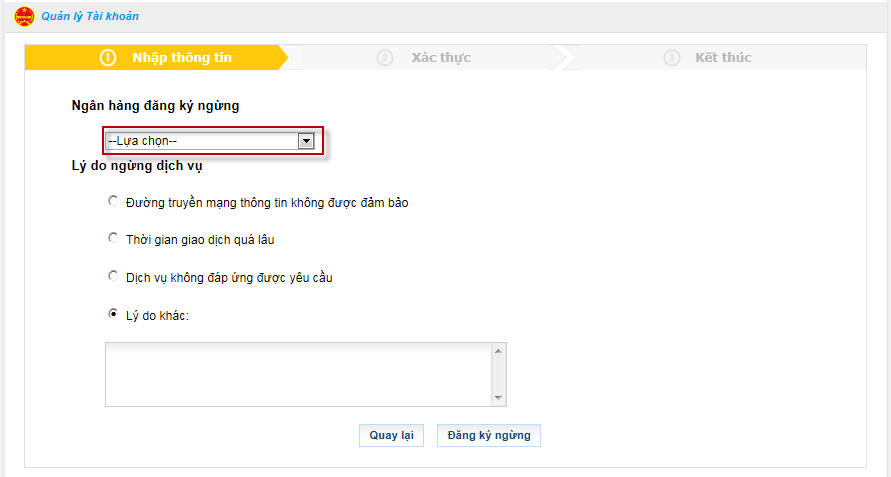 Quản lý Tài khoản
1 Nhập thông tin 2 Xác thực 3 Kết thúc
Ngân hàng đăng ký ngừng
--Lựa chọn--
Lý do ngừng dịch vụ
Đường truyền mạng thông tin không được đảm bảo
Thời gian giao dịch quá lâu
Dịch vụ không đáp ứng được yêu cầu
Lý do khác:
Quay lại Đăng ký ngừng